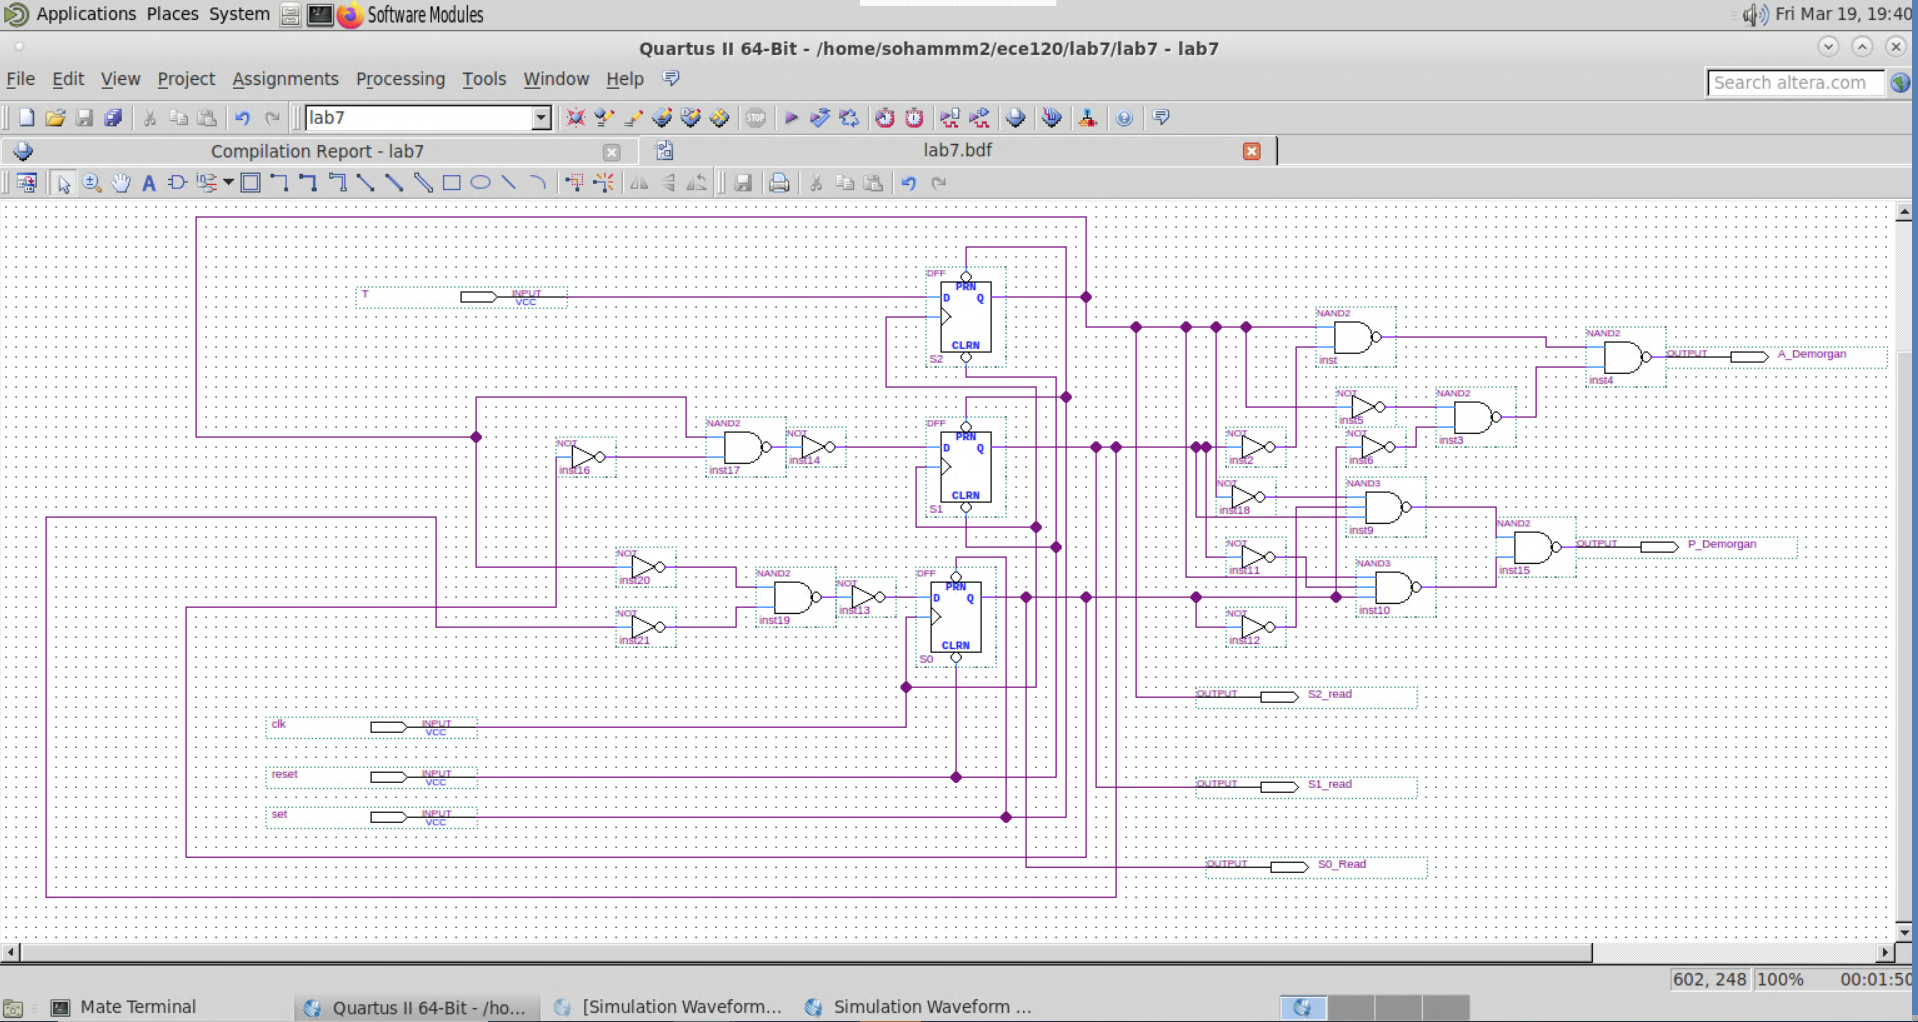 Applications Places System Software Modules Fri Mar 19, 19:40
Quartus II 64-Bit - /home/sohammm2/ece120/lab7/lab7 - lab7
File Edit View Project Assignments Processing Tools Window Help Search altera.com
lab7 STOP
Compilation Report - lab7 lab7.bdf
A
DFF
PRN
T INPUT VCC D Q
CLRN
S2
NAND2
inst
NAND2
inst4
OUTPUT A_Demorgan
NOT
inst5
NAND2
inst3
NOT
inst16
NAND2
inst17
NOT
inst14
DFF
PRN
D Q
CLRN
S1
NOT
inst2
NOT
inst6
NOT
inst18
NAND3
inst9
NAND2
inst15
OUTPUT P_Demorgan
NOT
inst20
NOT
inst21
NAND2
inst19
NOT
inst13
DFF
PRN
D Q
CLRN
S0
NOT
inst11
NAND3
inst10
NOT
inst12
OUTPUT S2_read
clk INPUT VCC
reset INPUT VCC
OUTPUT S1_read
set INPUT VCC
OUTPUT S0_Read
602, 248 100% 00:01:50
Mate Terminal Quartus II 64-Bit - /ho... [Simulation Waveform... Simulation Waveform ...